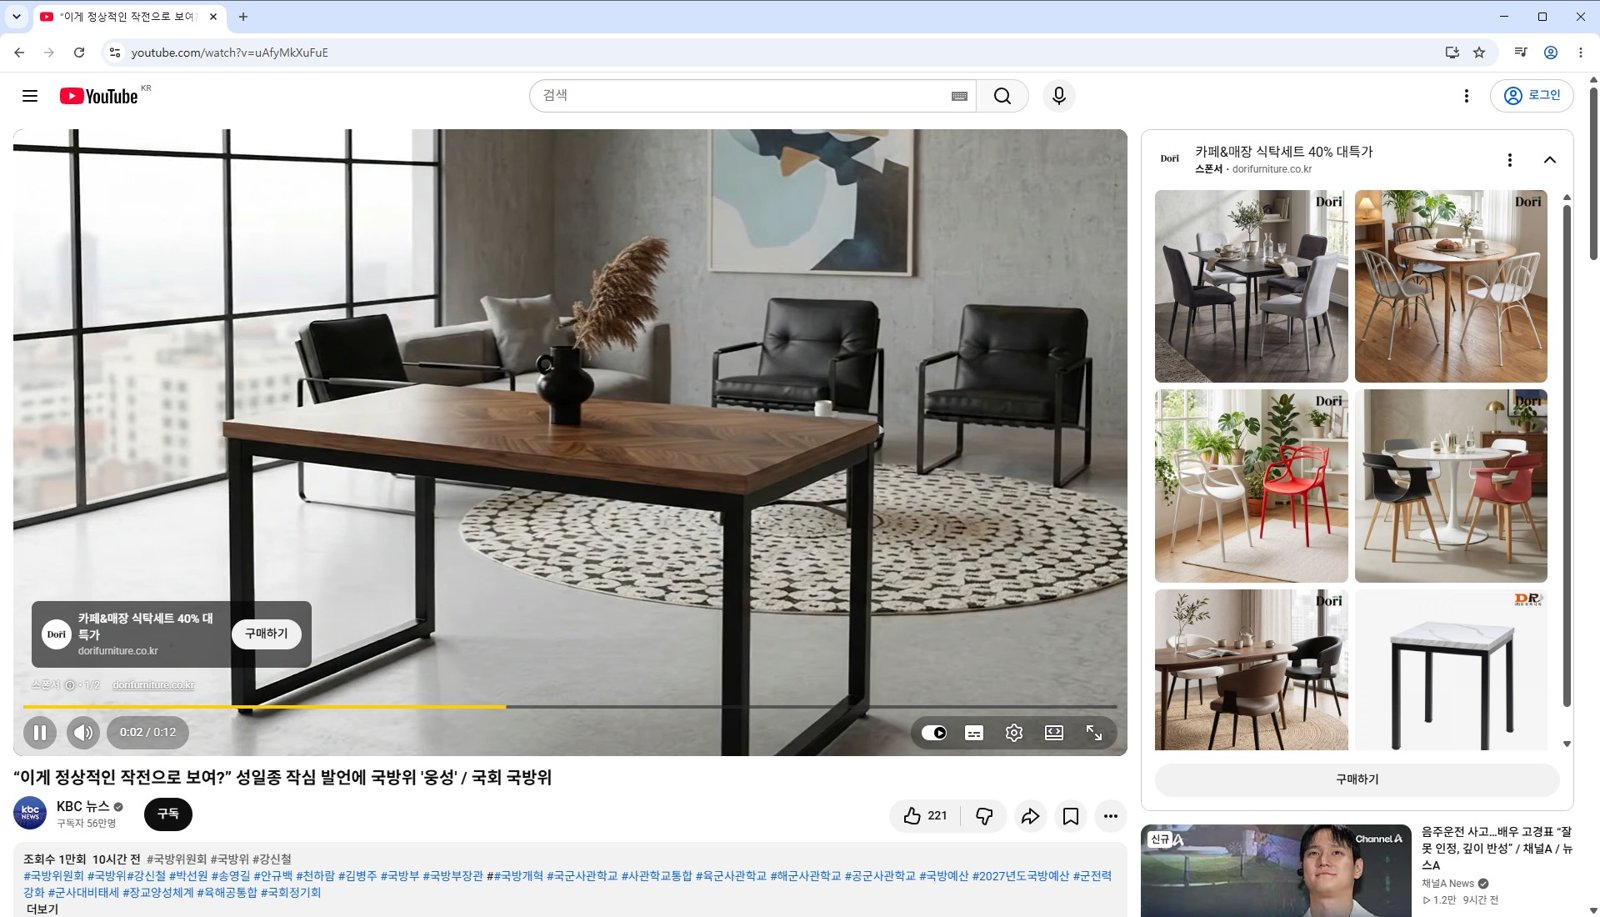 “이게 정상적인 작전으로 보여?
youtube.com/watch?v=uAfyMkXuFuE
YouTube KR
검색
로그인
카페&매장 식탁세트 40% 대
특가
dorifurniture.co.kr
Dori
구매하기
스폰서 · 1/2 dorifurniture.co.kr
0:02 / 0:12
“이게 정상적인 작전으로 보여?” 성일종 작심 발언에 국방위 '웅성' / 국회 국방위
kbc NEWS
KBC 뉴스
구독자 56만명
구독
221
조회수 1만회 10시간 전 #국방위원회 #국방위 #강신철
#국방위원회 #국방위#강신철 #박선원 #송영길 #안규백 #천하람 #김병주 #국방부 #국방부장관 ##국방개혁 #국군사관학교 #사관학교통합 #육군사관학교 #해군사관학교 #공군사관학교 #국방예산 #2027년도국방예산 #군전력
강화 #군사대비태세 #장교양성체계 #육해공통합 #국회정기회
더보기
Dori
카페&매장 식탁세트 40% 대특가
스폰서 · dorifurniture.co.kr
Dori
Dori
Dori
Dori
Dori
DR
구매하기
신규
Channel A
음주운전 사고...배우 고경표 “잘
못 인정, 깊이 반성” / 채널A / 뉴
스A
채널A News
1.2만 9시간 전